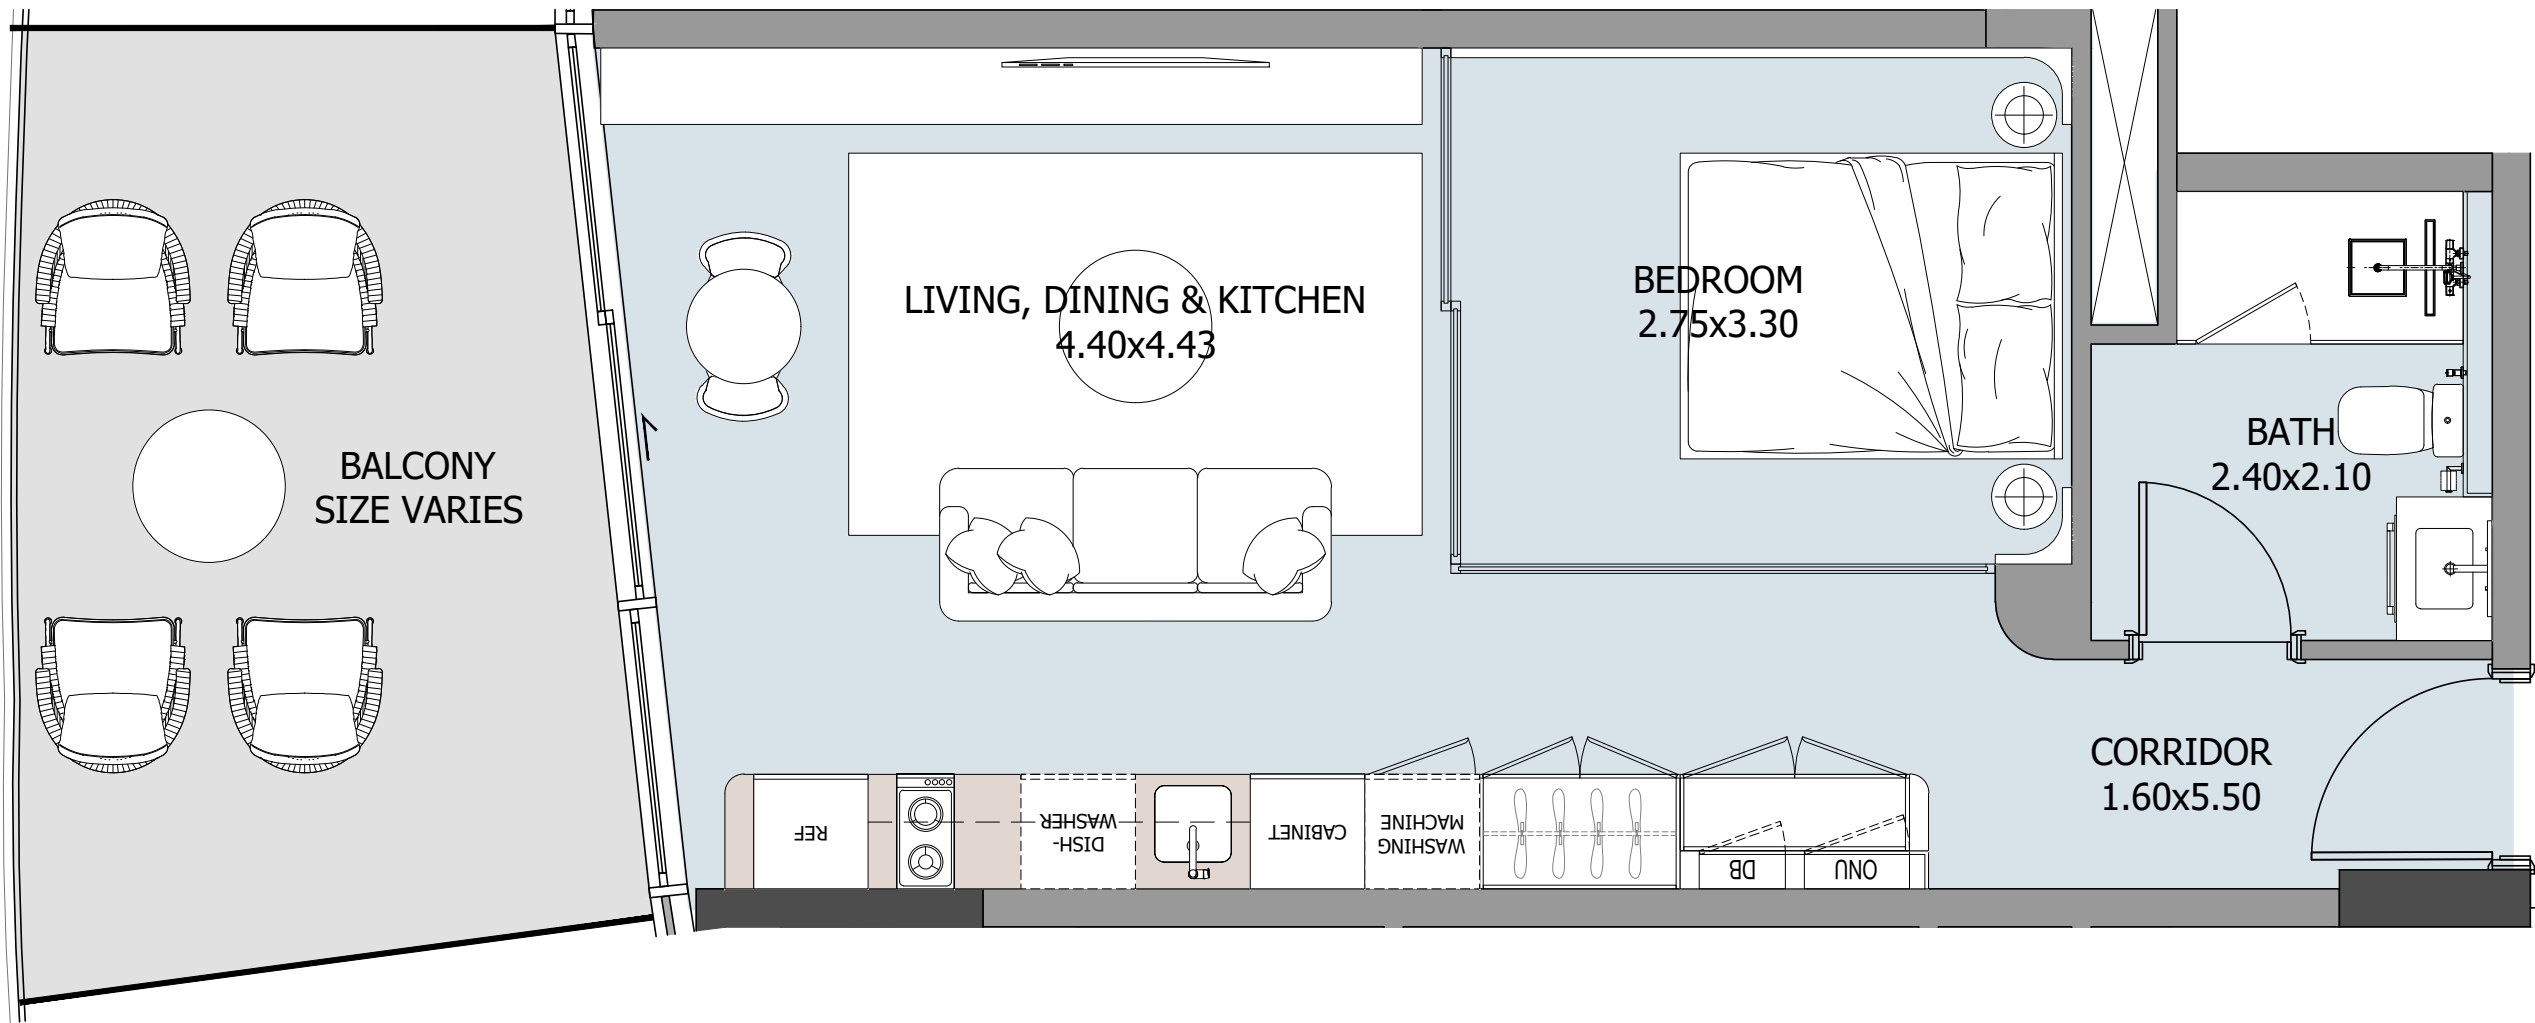 LIVING, DINING & KITCHEN
4.40x4.43
BEDROOM
2.75x3.30
BALCONY
SIZE VARIES
BATH
2.40x2.10
CORRIDOR
1.60x5.50
REF
DISH-
WASHER
CABINET
WASHING
MACHINE
DB
ONU